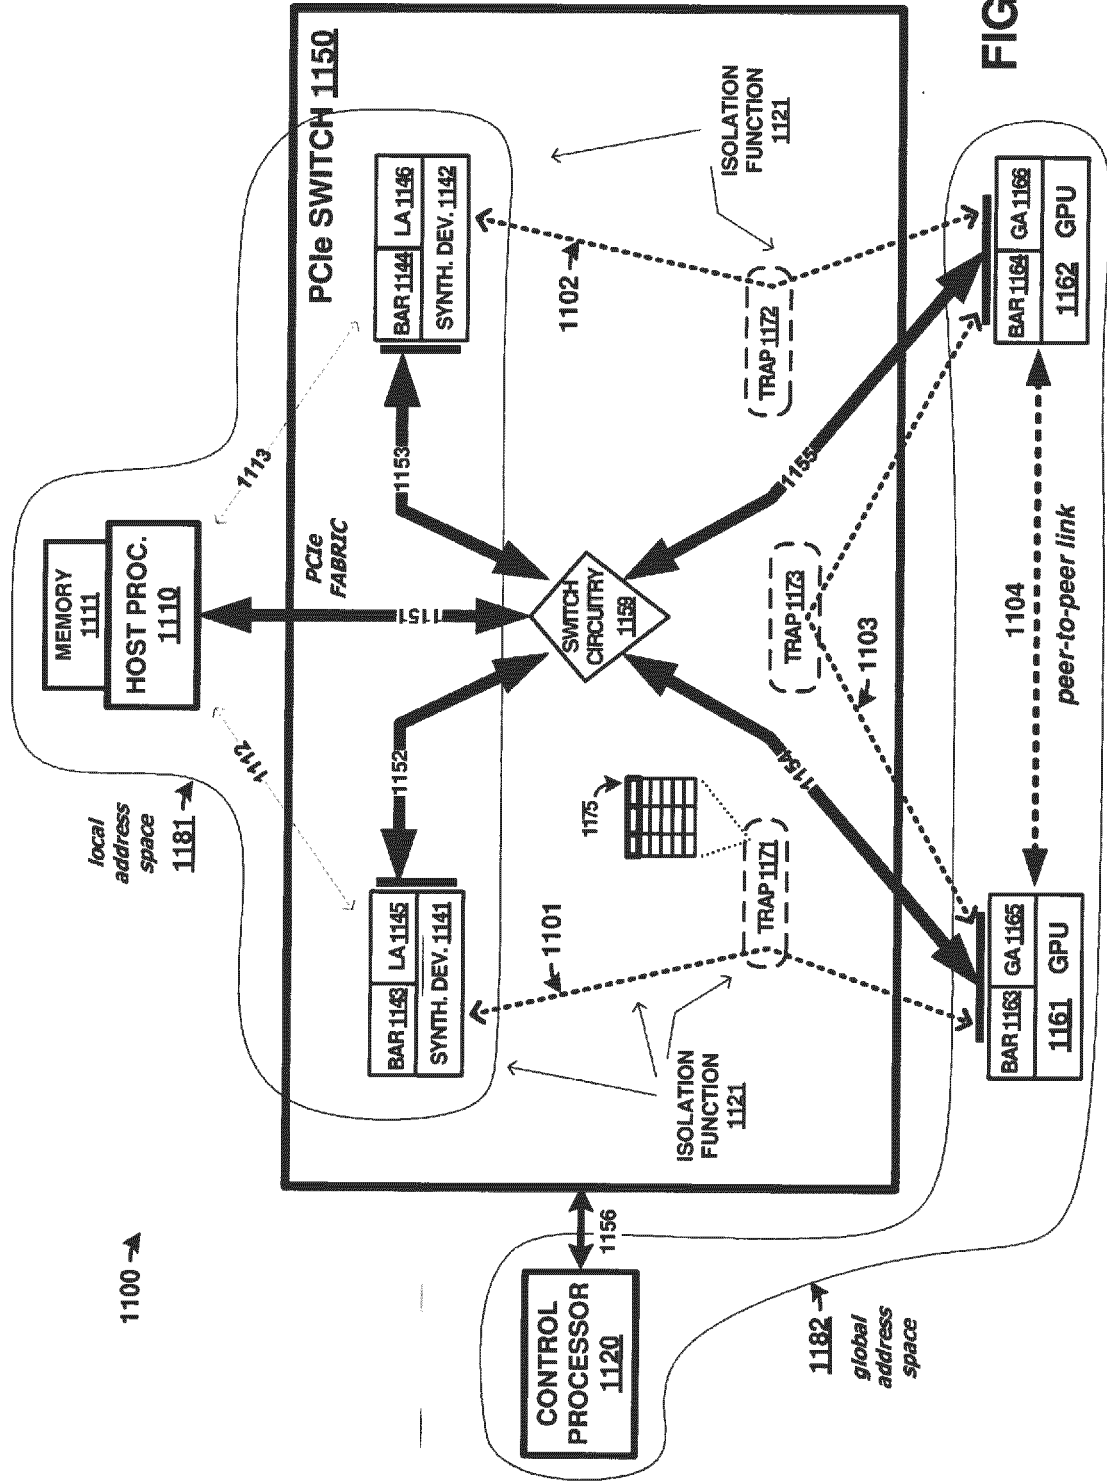 1100
MEMORY
1111
HOST PROC.
1110
local
address
space
1181
1112
1113
PCIe
FABRIC
PCIe SWITCH 1150
BAR 1143
LA 1145
SYNTH. DEV. 1141
BAR 1144
LA 1146
SYNTH. DEV. 1142
1151
1152
1153
SWITCH
CIRCUITRY
1159
CONTROL
PROCESSOR
1120
1156
1101
1102
1175
ISOLATION
FUNCTION
1121
ISOLATION
FUNCTION
1121
TRAP 1171
TRAP 1173
TRAP 1172
1154
1155
1103
1182
global
address
space
BAR 1163
GA 1165
1161 GPU
1104
peer-to-peer link
BAR 1164
GA 1166
1162 GPU
FIG